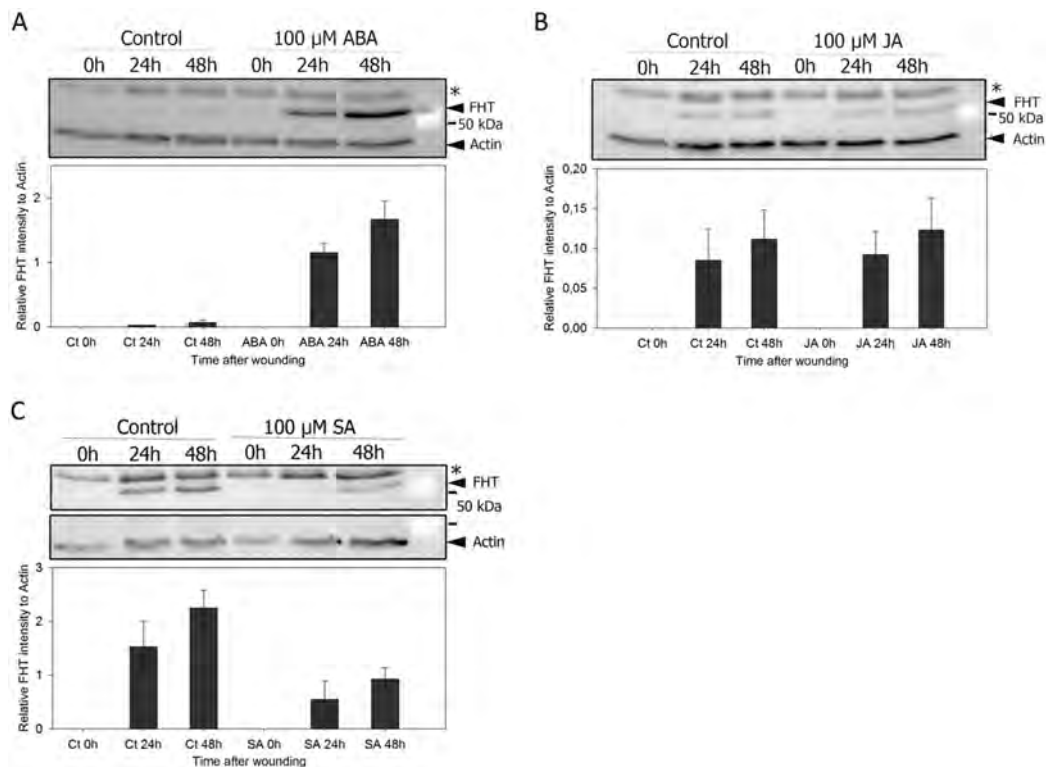 A
Control 100 µM ABA
0h 24h 48h 0h 24h 48h
*
FHT
50 kDa
Actin
Relative FHT intensity to Actin
2
1
0
Ct 0h Ct 24h Ct 48h ABA 0h ABA 24h ABA 48h
Time after wounding
B
Control 100 µM JA
0h 24h 48h 0h 24h 48h
*
FHT
50 kDa
Actin
Relative FHT intensity to Actin
0,20
0,15
0,10
0,05
0,00
Ct 0h Ct 24h Ct 48h JA 0h JA 24h JA 48h
Time after wounding
C
Control 100 µM SA
0h 24h 48h 0h 24h 48h
*
FHT
50 kDa
Actin
Relative FHT intensity to Actin
3
2
1
0
Ct 0h Ct 24h Ct 48h SA 0h SA 24h SA 48h
Time after wounding